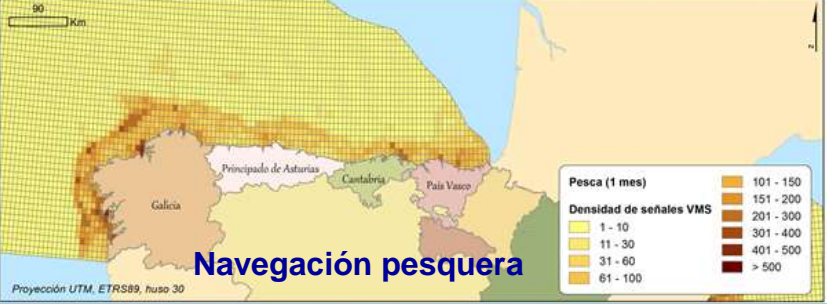 90
Km
z
Galicia
Principado de Asturias
Cantabria
País Vasco
Navegación pesquera
Proyección UTM, ETRS89, huso 30
Pesca (1 mes)
Densidad de señales VMS
1 - 10
11 - 30
31 - 60
61 - 100
101 - 150
151 - 200
201 - 300
301 - 400
401 - 500
> 500